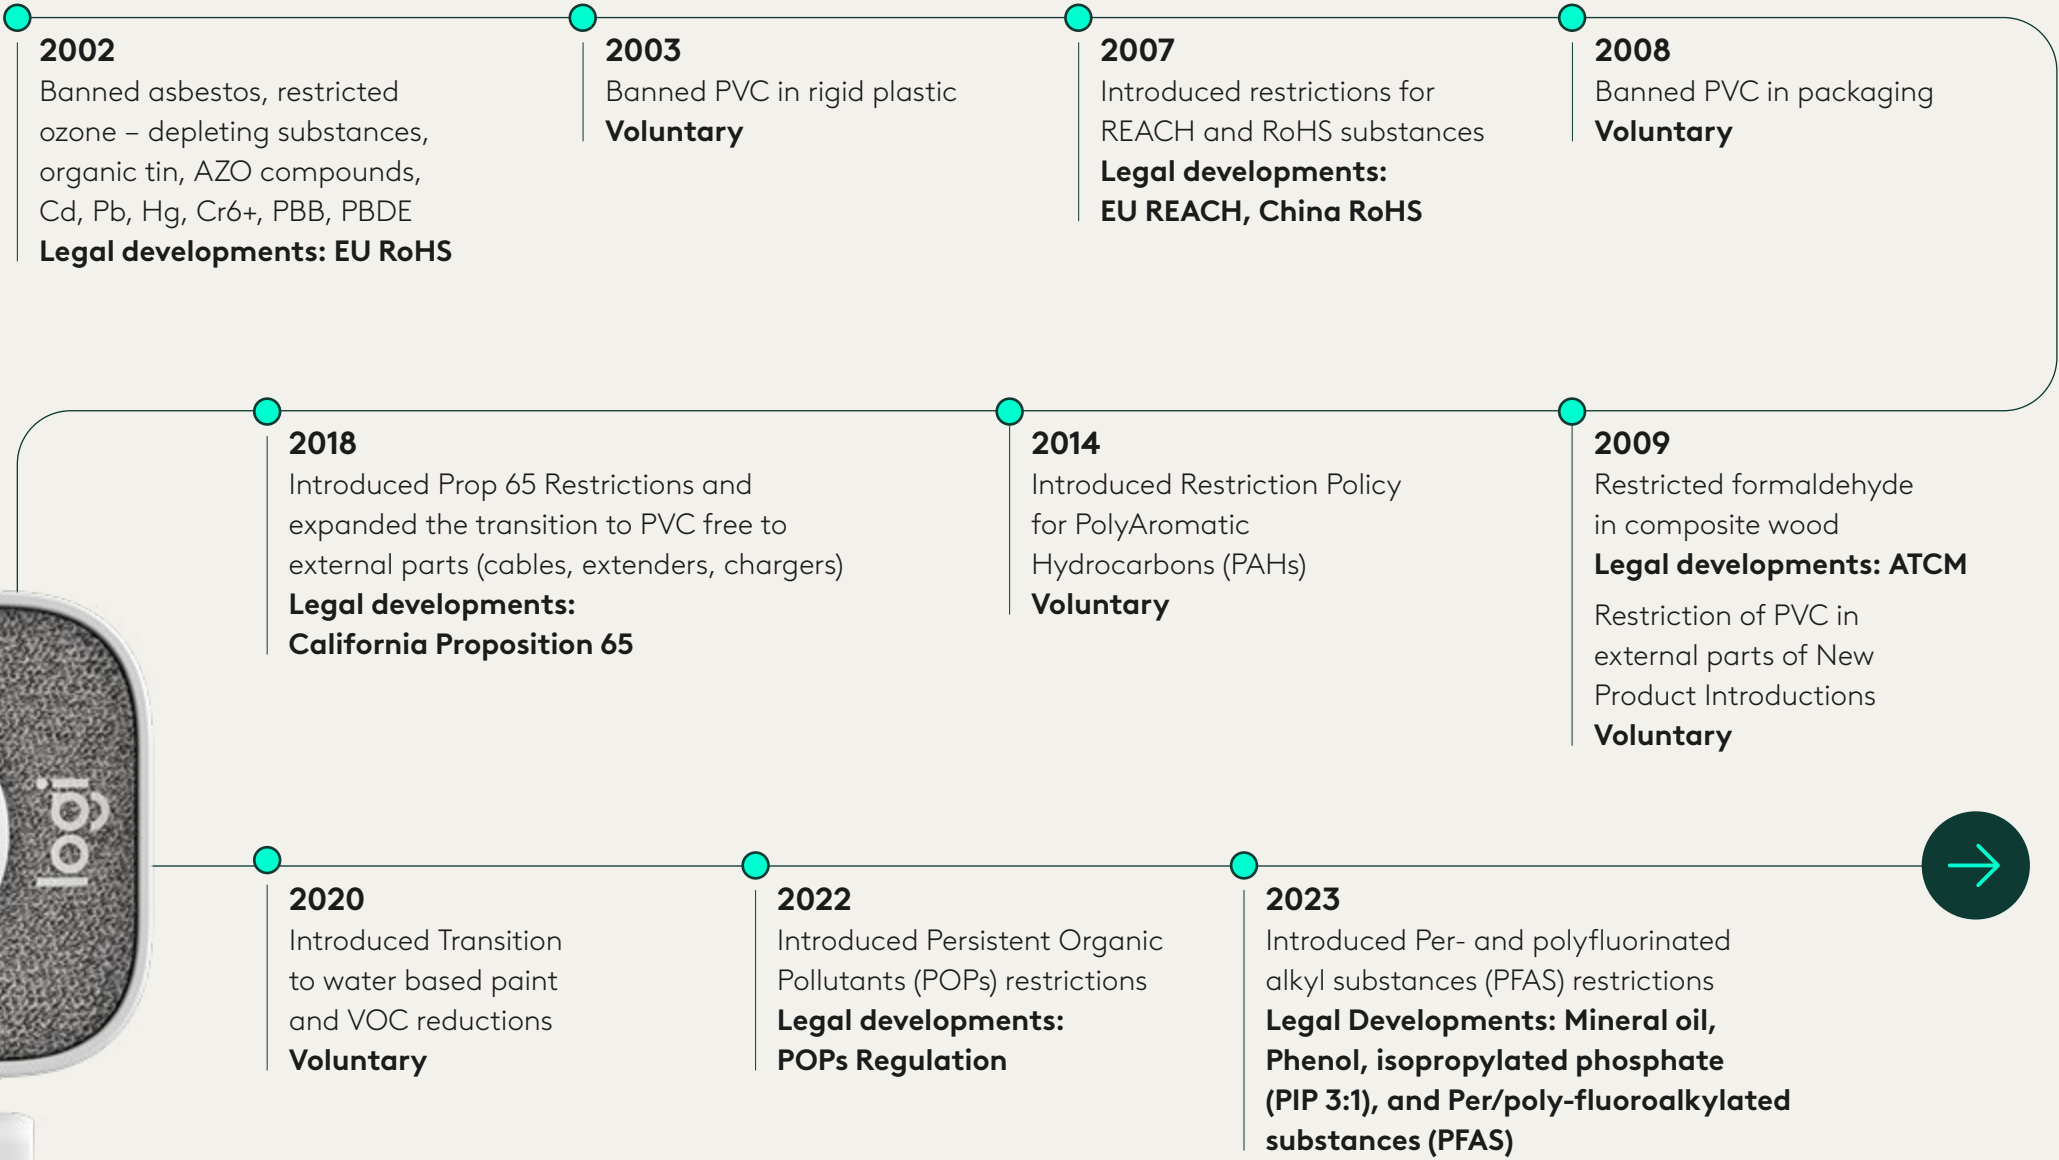 2002
Banned asbestos, restricted
ozone – depleting substances,
organic tin, AZO compounds,
Cd, Pb, Hg, Cr6+, PBB, PBDE
Legal developments: EU RoHS
2003
Banned PVC in rigid plastic
Voluntary
2007
Introduced restrictions for
REACH and RoHS substances
Legal developments:
EU REACH, China RoHS
2008
Banned PVC in packaging
Voluntary
2009
Restricted formaldehyde
in composite wood
Legal developments: ATCM
Restriction of PVC in
external parts of New
Product Introductions
Voluntary
2014
Introduced Restriction Policy
for PolyAromatic
Hydrocarbons (PAHs)
Voluntary
2018
Introduced Prop 65 Restrictions and
expanded the transition to PVC free to
external parts (cables, extenders, chargers)
Legal developments:
California Proposition 65
logi
2020
Introduced Transition
to water based paint
and VOC reductions
Voluntary
2022
Introduced Persistent Organic
Pollutants (POPs) restrictions
Legal developments:
POPs Regulation
2023
Introduced Per- and polyfluorinated
alkyl substances (PFAS) restrictions
Legal Developments: Mineral oil,
Phenol, isopropylated phosphate
(PIP 3:1), and Per/poly-fluoroalkylated
substances (PFAS)